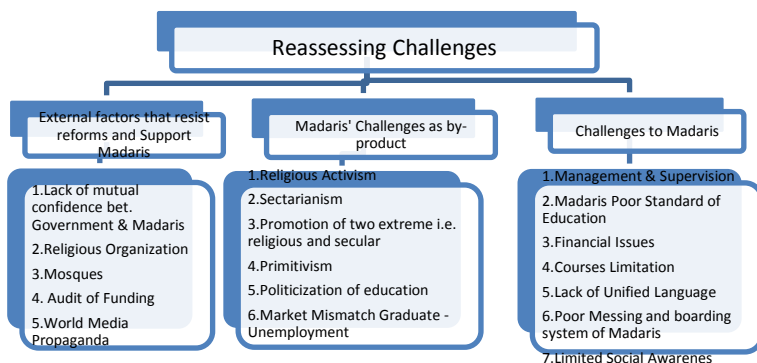 Reassessing Challenges
External factors that resist
reforms and Support
Madaris
1.Lack of mutual
confidence bet.
Government & Madaris
2.Religious Organization
3.Mosques
4. Audit of Funding
5.World Media
Propaganda
Madaris' Challenges as by-
product
1.Religious Activism
2.Sectarianism
3.Promotion of two extreme i.e.
religious and secular
4.Primitivism
5.Politicization of education
6.Market Mismatch Graduate -
Unemployment
Challenges to Madaris
1.Management & Supervision
2.Madaris Poor Standard of
Education
3.Financial Issues
4.Courses Limitation
5.Lack of Unified Language
6.Poor Messing and boarding
system of Madaris
7.Limited Social Awarenes